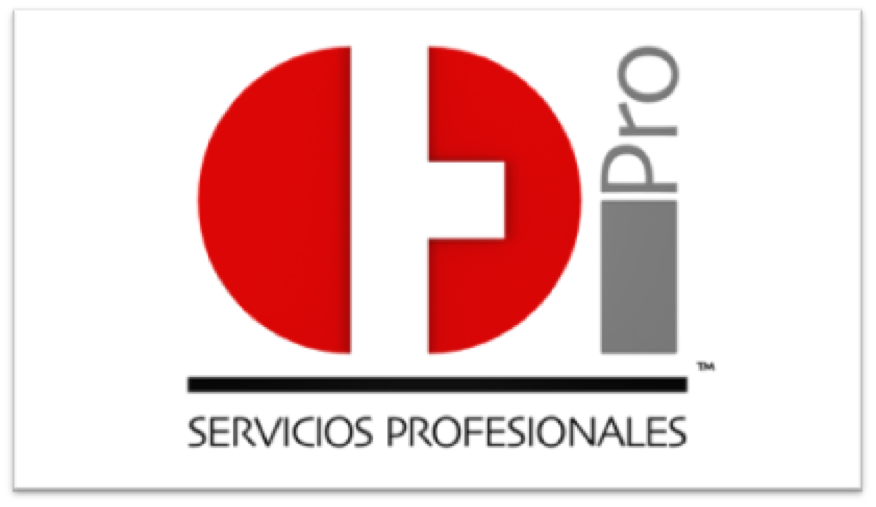 Pro
™
SERVICIOS PROFESIONALES